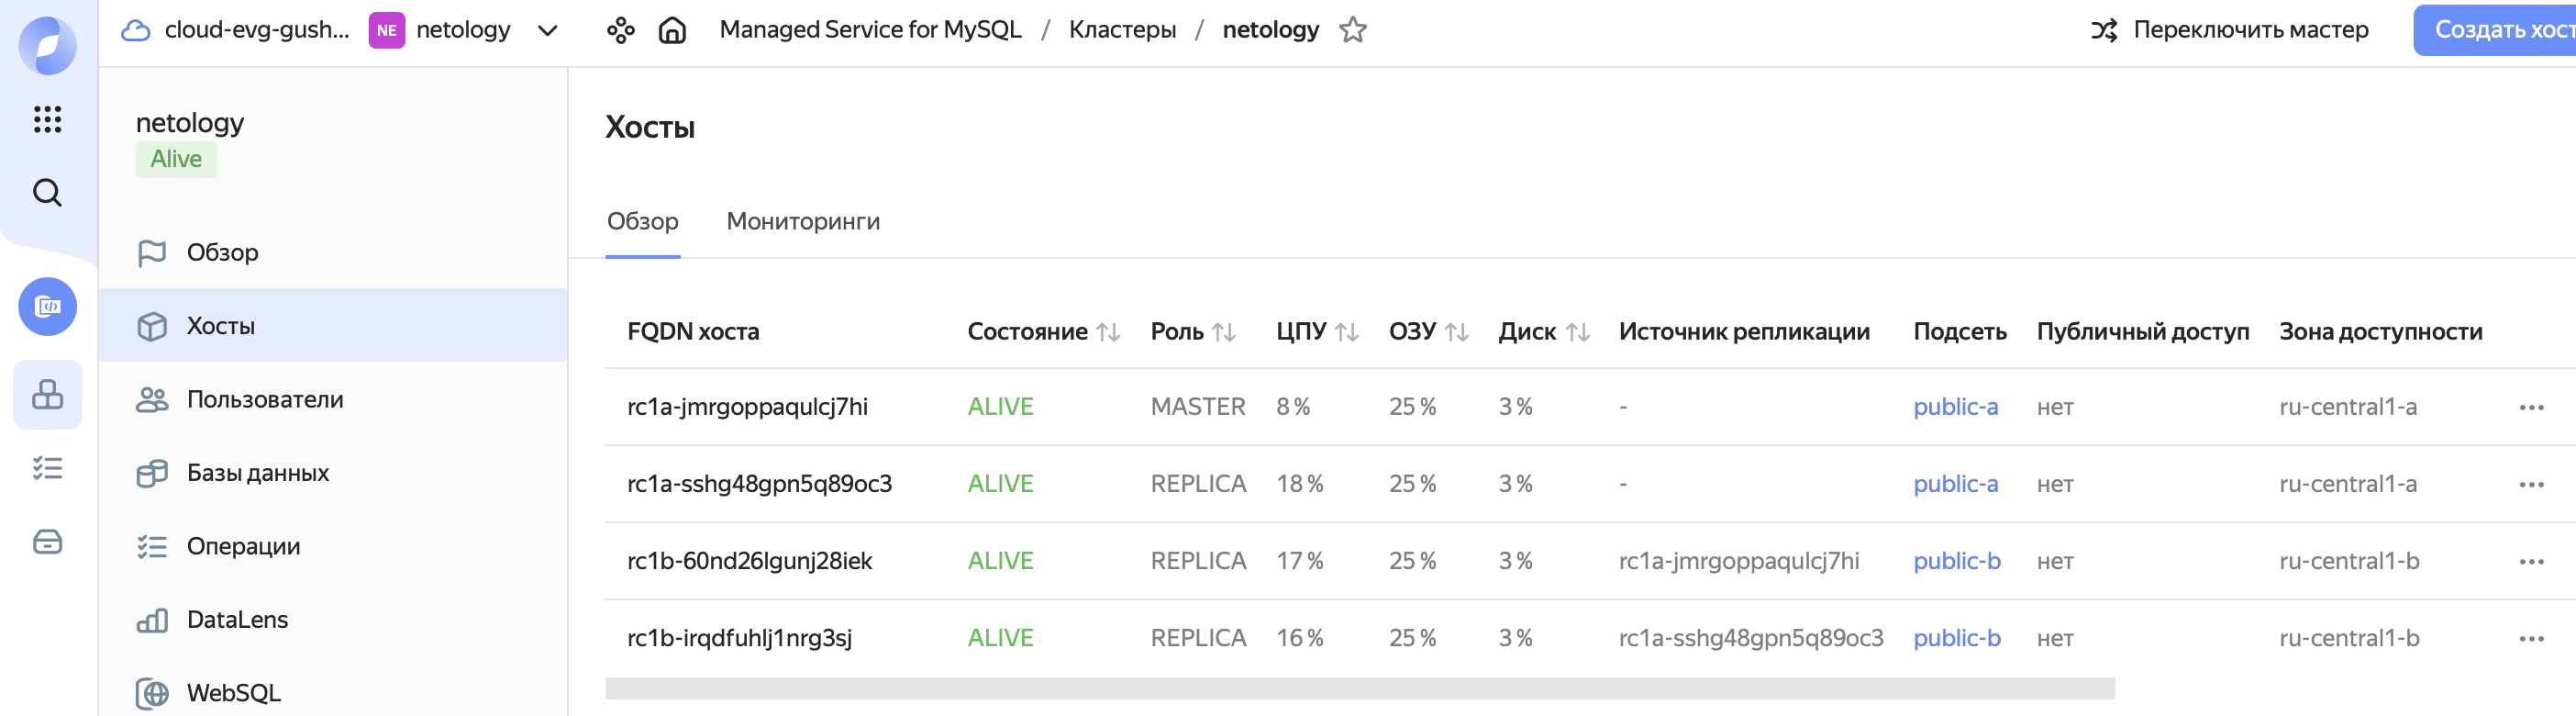 cloud-evg-gush... NE netology Managed Service for MySQL / Кластеры / netology Переключить мастер Создать хост
netology
Alive
Обзор
Хосты
Пользователи
Базы данных
Операции
DataLens
WebSQL
Хосты
Обзор Мониторинги
FQDN хоста Состояние Роль ЦПУ ОЗУ Диск Источник репликации Подсеть Публичный доступ Зона доступности
rc1a-jmrgoppaqulcj7hi ALIVE MASTER 8 % 25 % 3 % - public-a нет ru-central1-a
rc1a-sshg48gpn5q89oc3 ALIVE REPLICA 18 % 25 % 3 % - public-a нет ru-central1-a
rc1b-60nd26lgunj28iek ALIVE REPLICA 17 % 25 % 3 % rc1a-jmrgoppaqulcj7hi public-b нет ru-central1-b
rc1b-irqdfuhlj1nrg3sj ALIVE REPLICA 16 % 25 % 3 % rc1a-sshg48gpn5q89oc3 public-b нет ru-central1-b